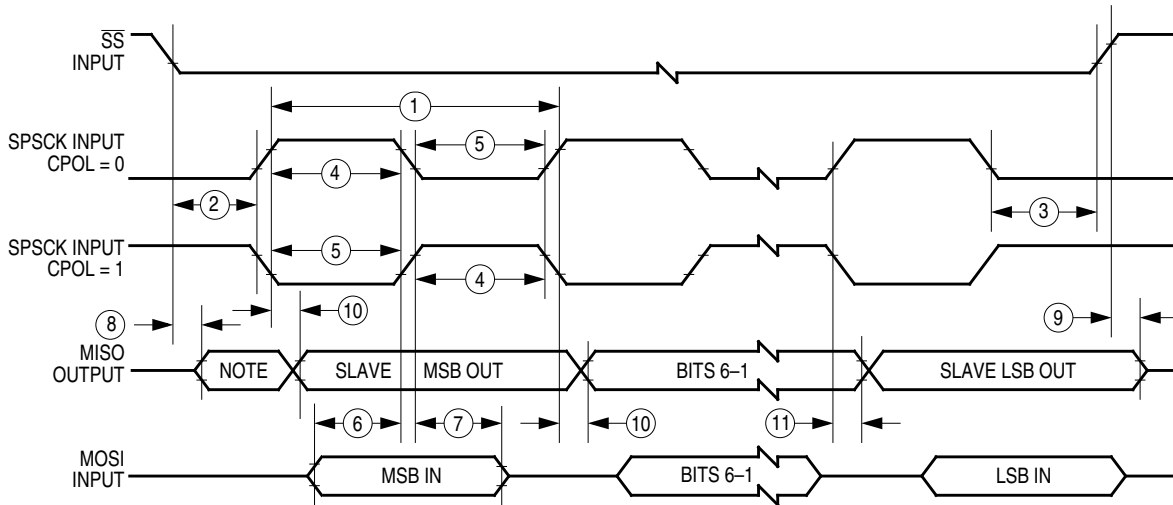 SS
INPUT
1
SPSCK INPUT
CPOL = 0
5
4
2
3
SPSCK INPUT
CPOL = 1
5
4
8
10
9
MISO
OUTPUT
NOTE
SLAVE MSB OUT
BITS 6–1
SLAVE LSB OUT
6
7
10
11
MOSI
INPUT
MSB IN
BITS 6–1
LSB IN